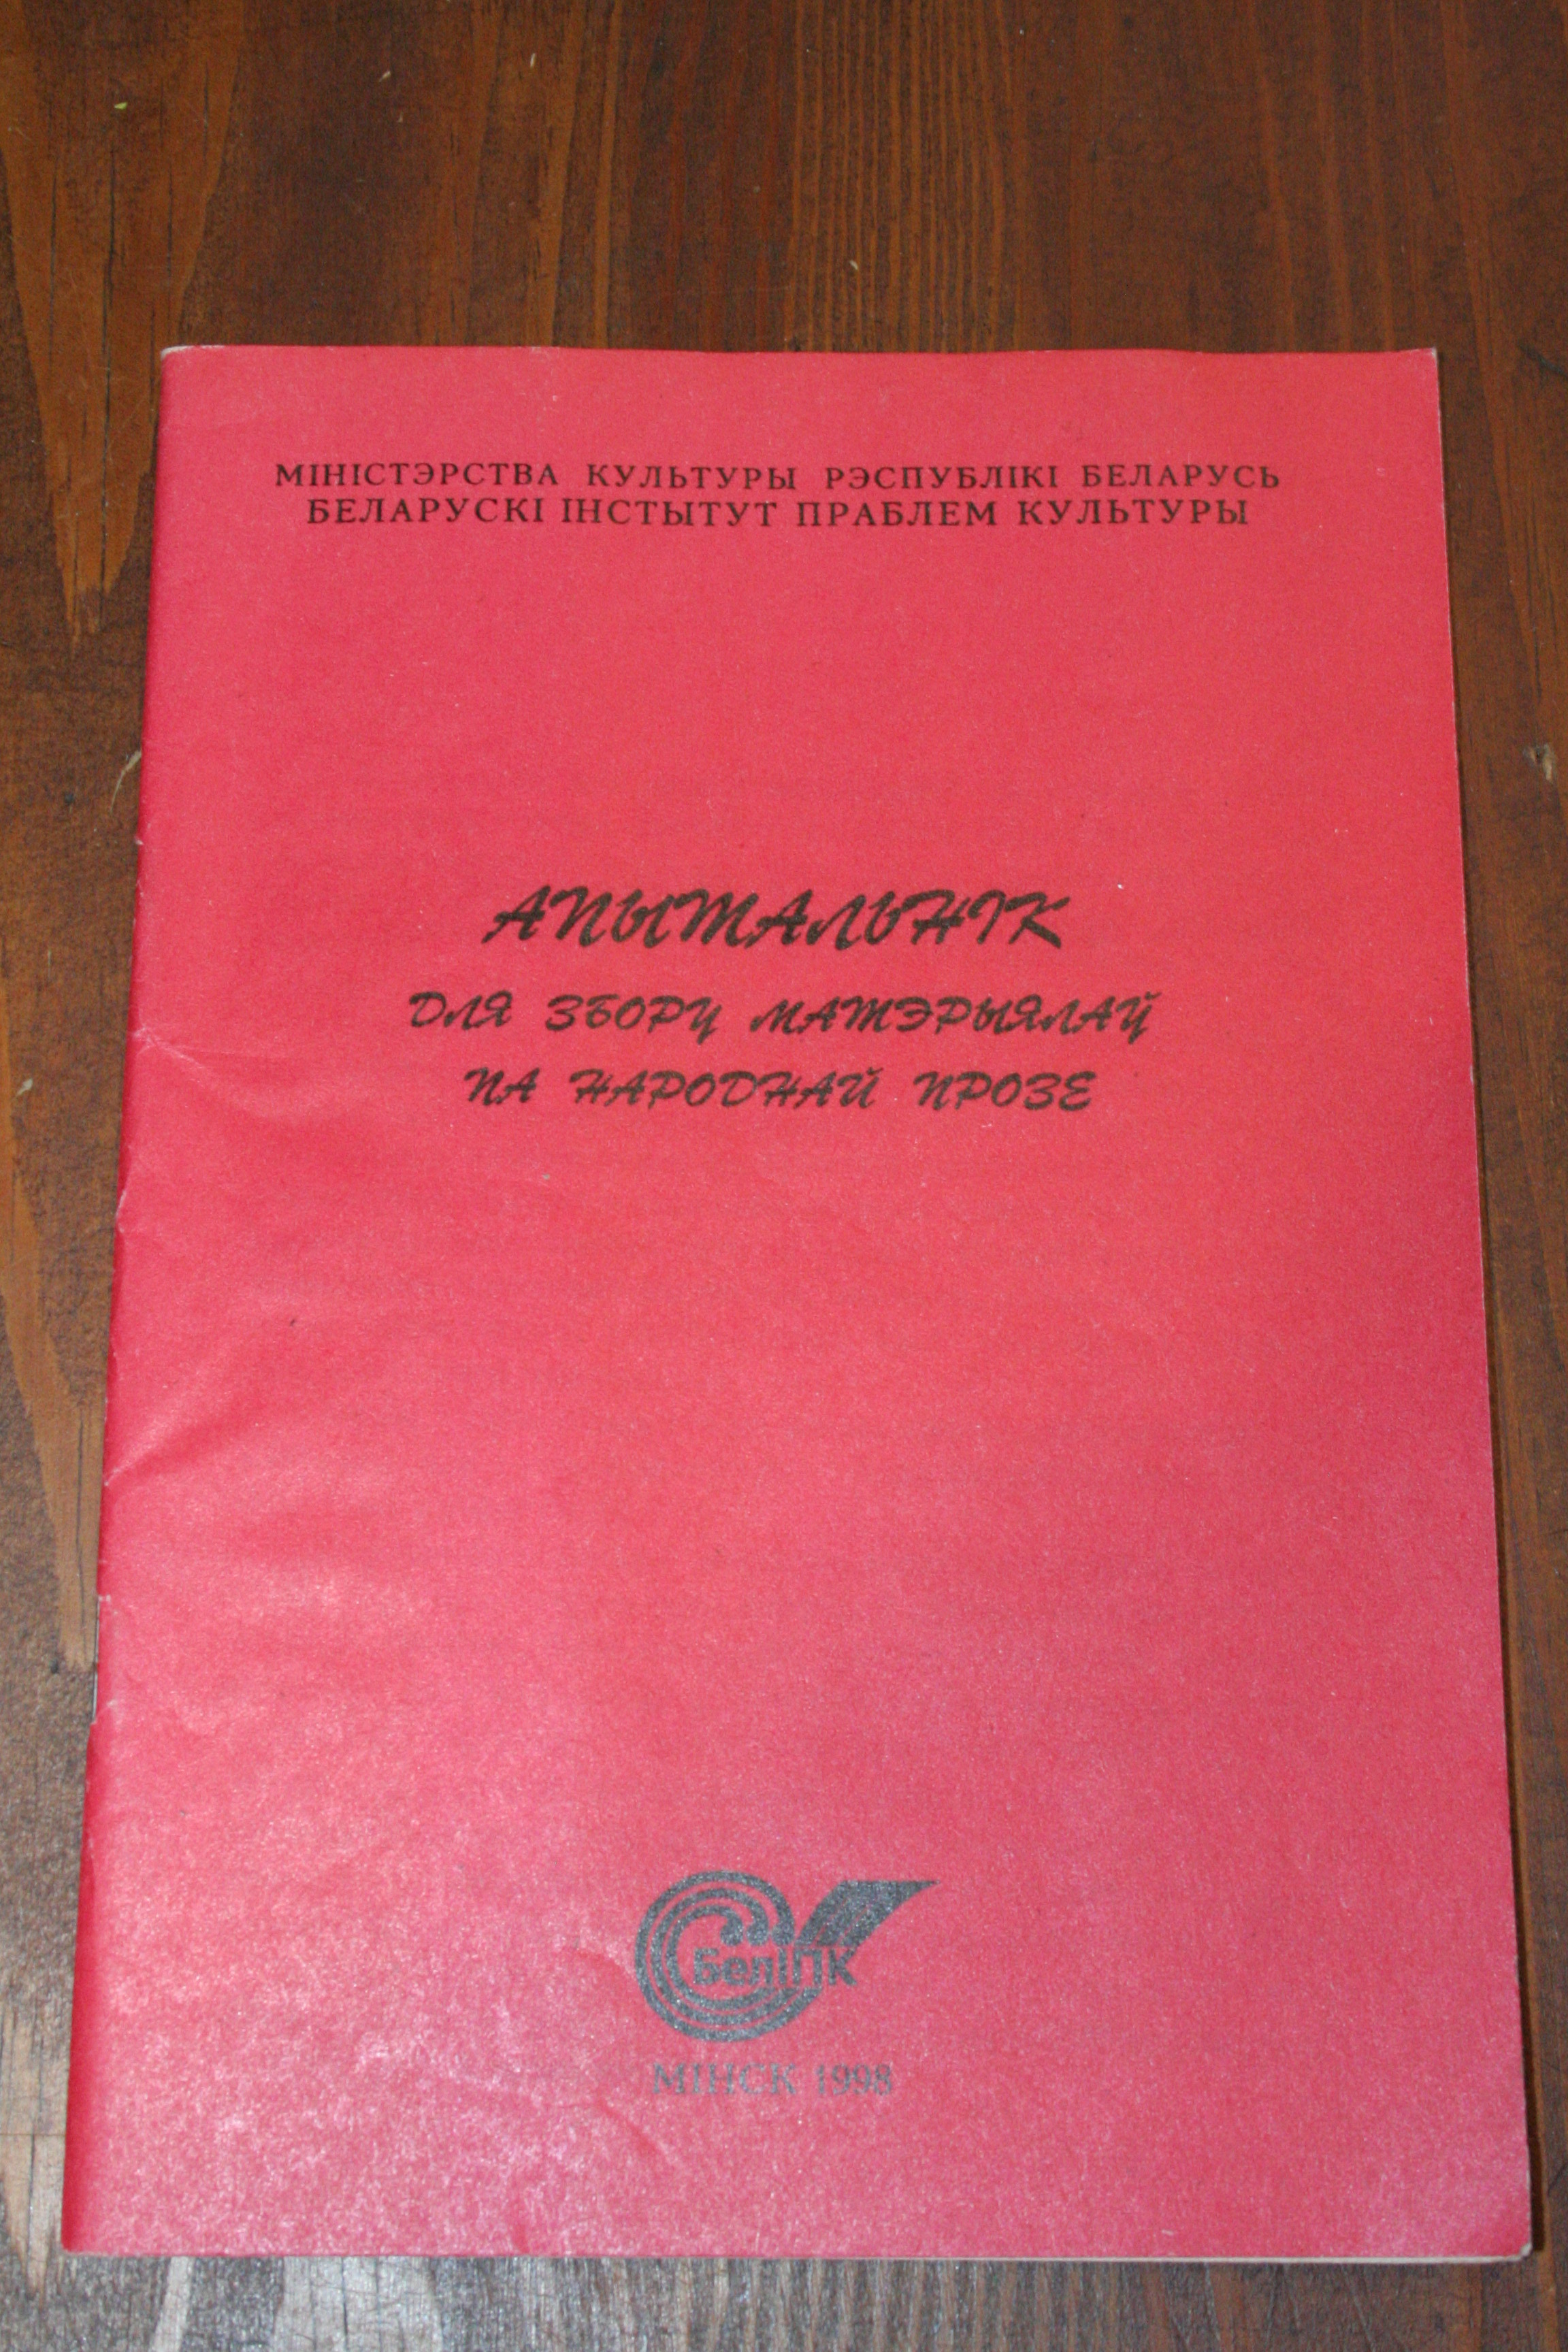 МІНІСТЭРСТВА КУЛЬТУРЫ РЭСПУБЛІКІ БЕЛАРУСЬ
БЕЛАРУСКІ ІНСТЫТУТ ПРАБЛЕМ КУЛЬТУРЫ
АПЫТАЛЬНІК
ДЛЯ ЗБОРУ МАТЭРЫЯЛАЎ
ПА НАРОДНАЙ ПРОЗЕ
БелІПК
МІНСК 1998